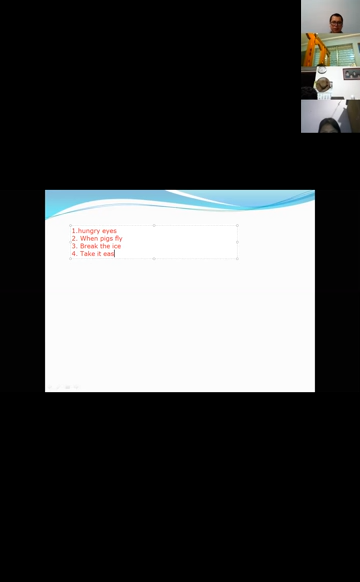 1.hungry eyes
2. When pigs fly
3. Break the ice
4. Take it eas